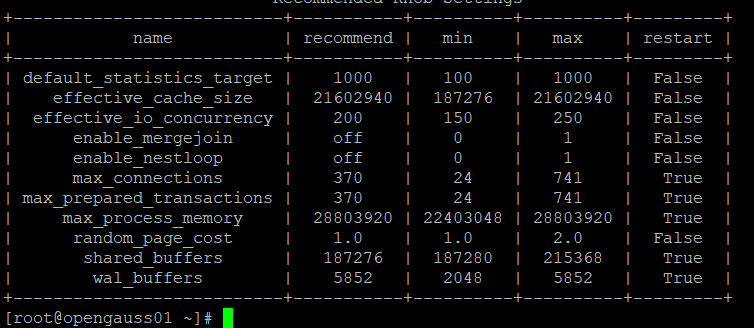 Recommended Knob Settings
+---------------------------+-----------+----------+----------+---------+
| name | recommend | min | max | restart |
+---------------------------+-----------+----------+----------+---------+
| default_statistics_target | 1000 | 100 | 1000 | False |
| effective_cache_size | 21602940 | 187276 | 21602940 | False |
| effective_io_concurrency | 200 | 150 | 250 | False |
| enable_mergejoin | off | 0 | 1 | False |
| enable_nestloop | off | 0 | 1 | False |
| max_connections | 370 | 24 | 741 | True |
| max_prepared_transactions | 370 | 24 | 741 | True |
| max_process_memory | 28803920 | 22403048 | 28803920 | True |
| random_page_cost | 1.0 | 1.0 | 2.0 | False |
| shared_buffers | 187276 | 187280 | 215368 | True |
| wal_buffers | 5852 | 2048 | 5852 | True |
+---------------------------+-----------+----------+----------+---------+
[root@opengauss01 ~]#